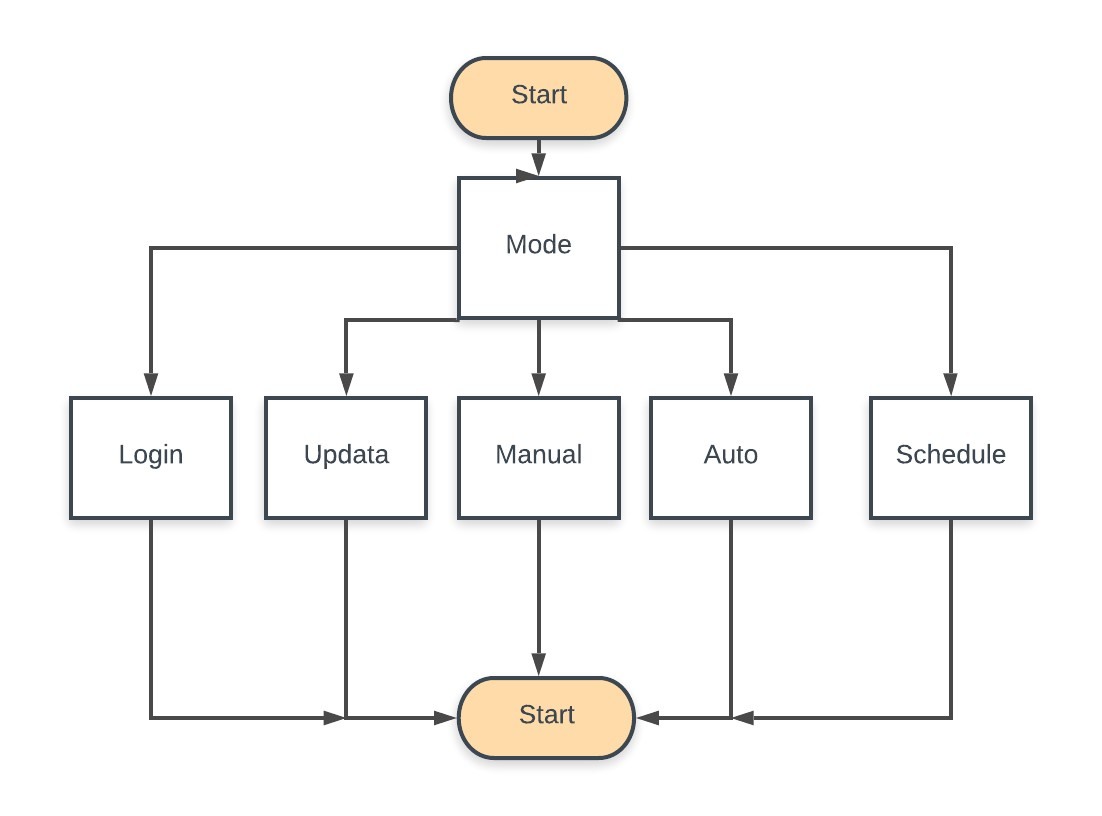 Start
Mode
Login
Updata
Manual
Auto
Schedule
Start